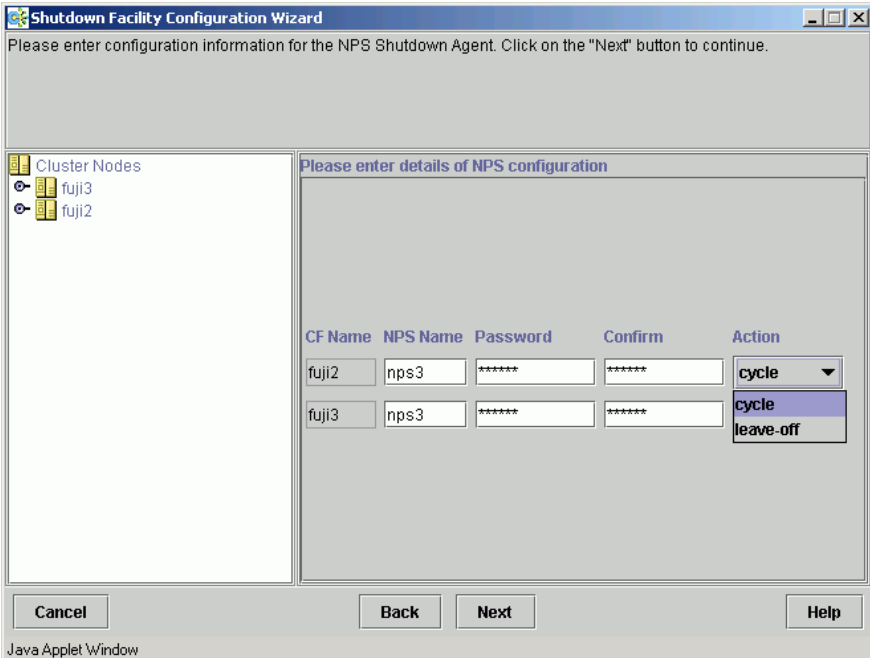 Shutdown Facility Configuration Wizard
Please enter configuration information for the NPS Shutdown Agent. Click on the "Next" button to continue.
Cluster Nodes
fuji3
fuji2
Please enter details of NPS configuration
CF Name NPS Name Password Confirm Action
fuji2 nps3 ****** ****** cycle
fuji3 nps3 ****** ******
cycle
leave-off
Cancel Back Next Help
Java Applet Window